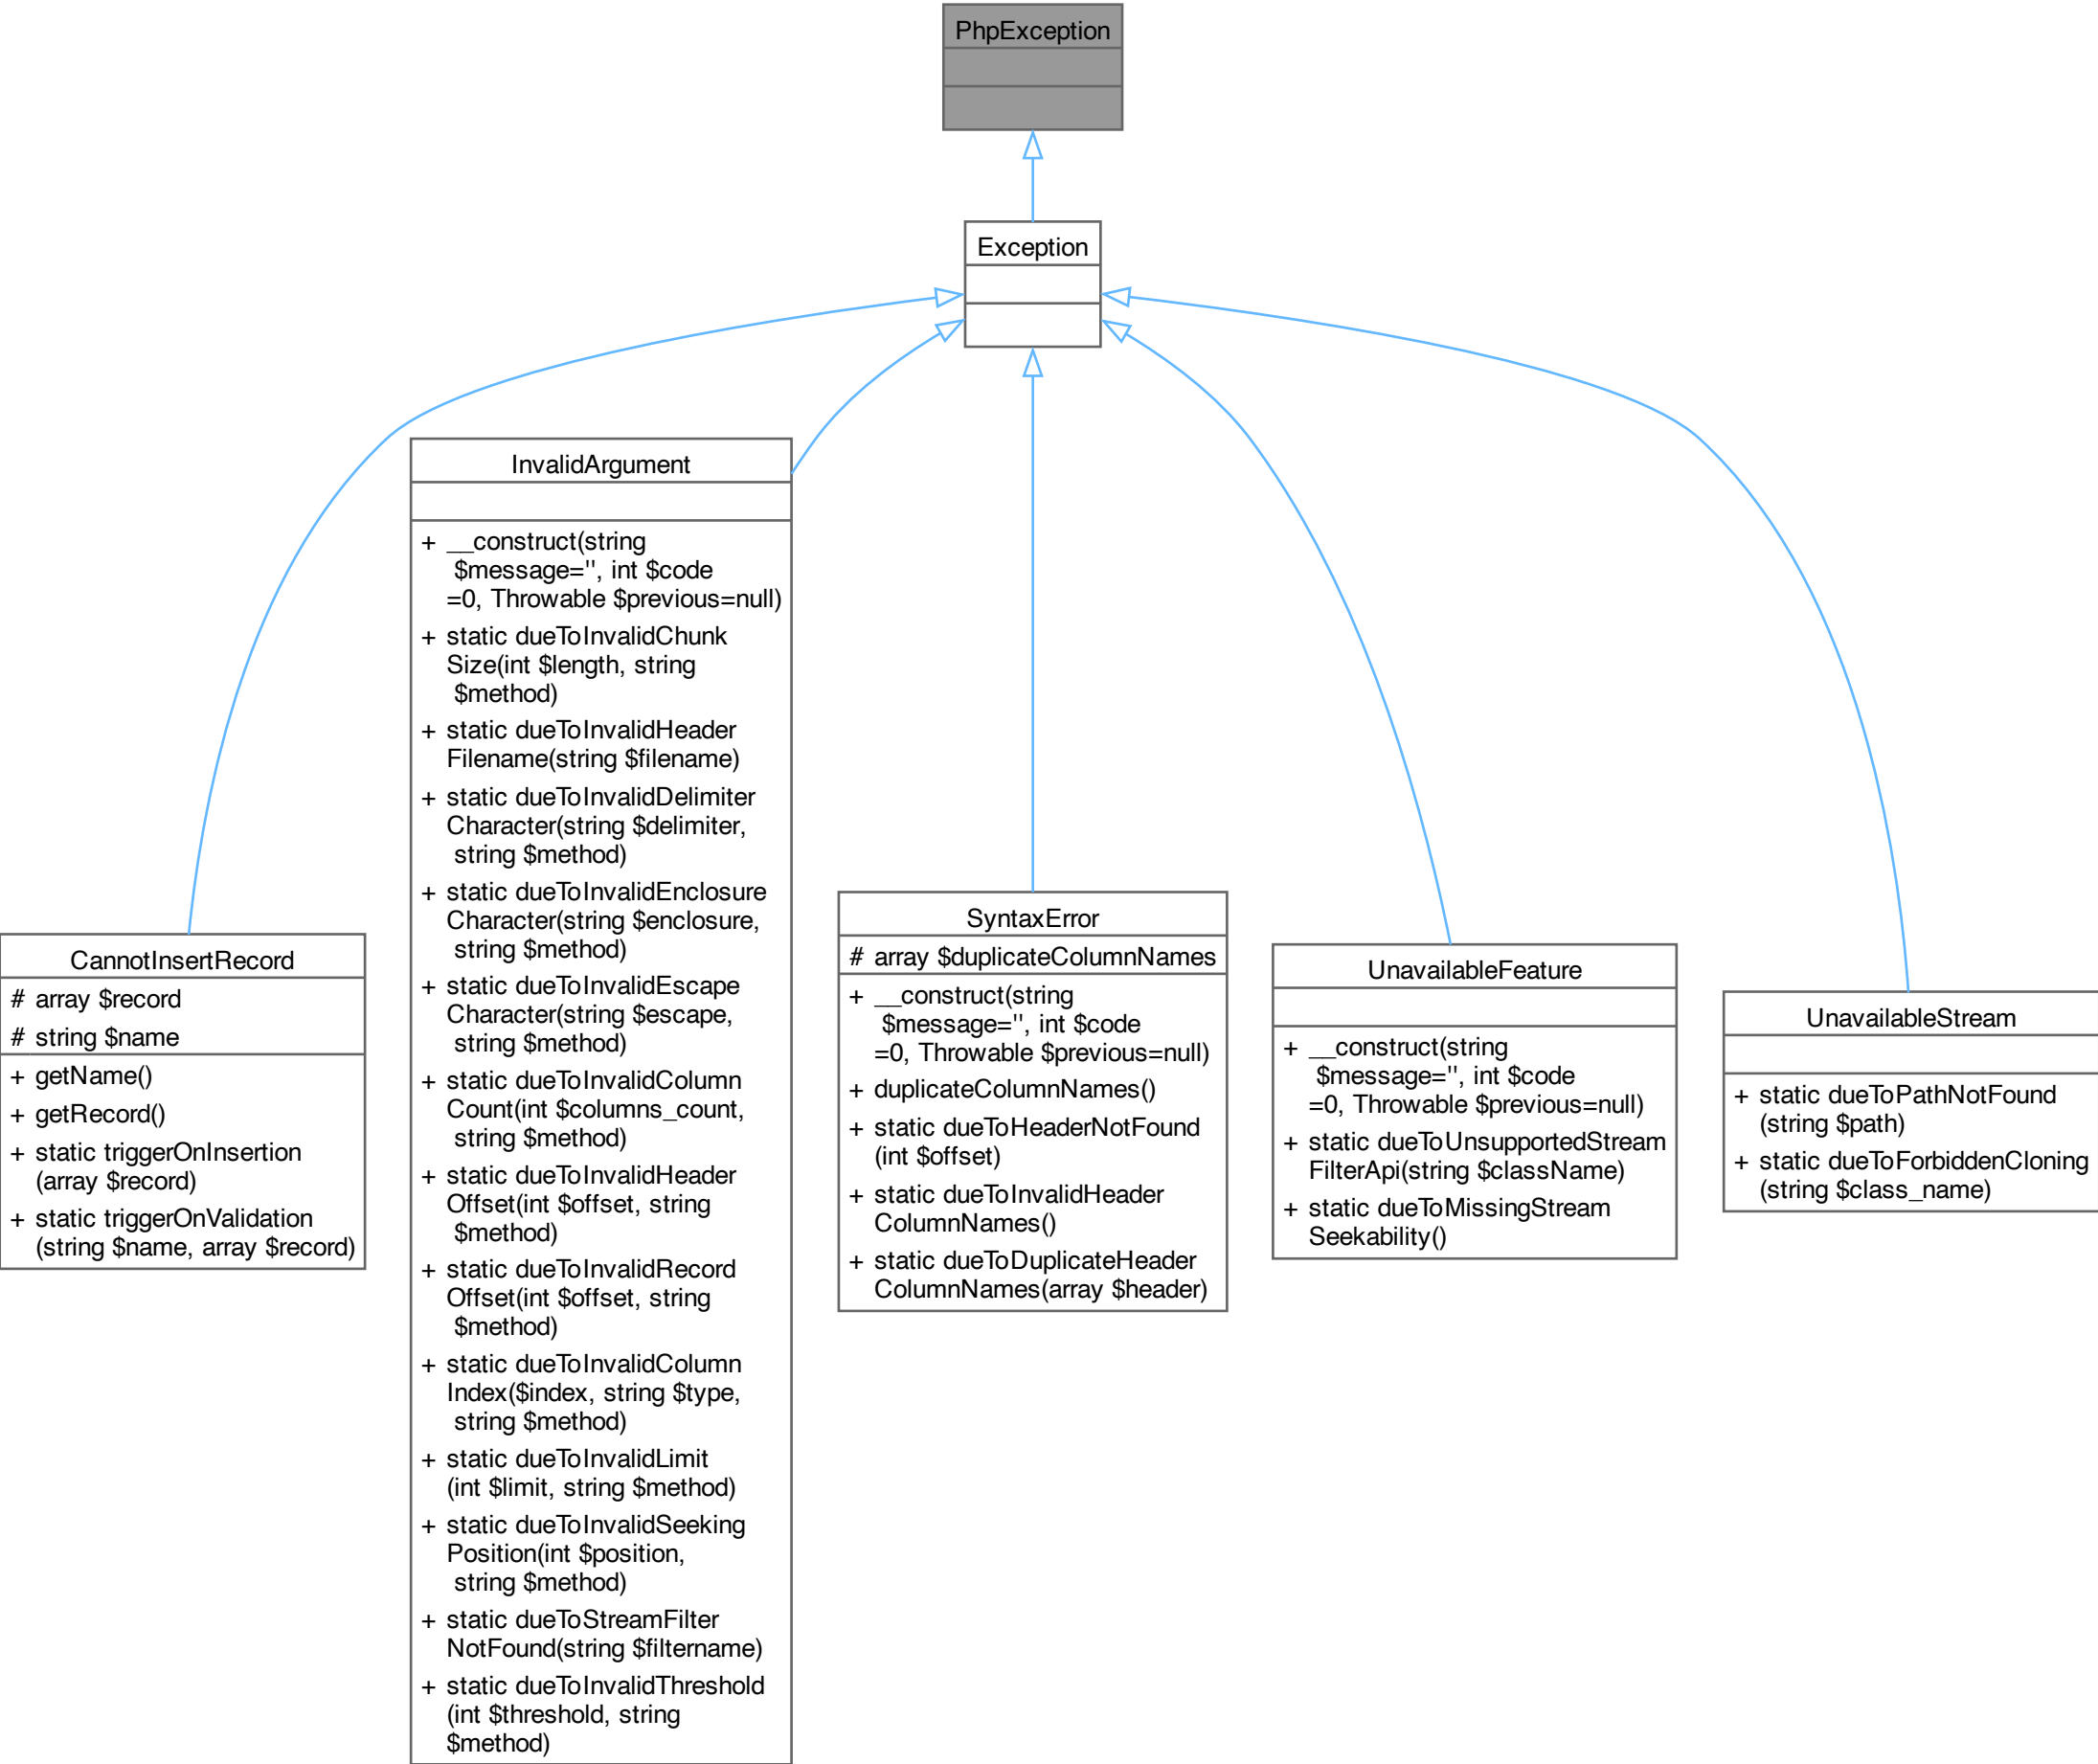 PhpException
Exception
CannotInsertRecord
# array $record
# string $name
+ getName()
+ getRecord()
+ static triggerOnInsertion
(array $record)
+ static triggerOnValidation
(string $name, array $record)
InvalidArgument
+ __construct(string
$message='', int $code
=0, Throwable $previous=null)
+ static dueToInvalidChunk
Size(int $length, string
$method)
+ static dueToInvalidHeader
Filename(string $filename)
+ static dueToInvalidDelimiter
Character(string $delimiter,
string $method)
+ static dueToInvalidEnclosure
Character(string $enclosure,
string $method)
+ static dueToInvalidEscape
Character(string $escape,
string $method)
+ static dueToInvalidColumn
Count(int $columns_count,
string $method)
+ static dueToInvalidHeader
Offset(int $offset, string
$method)
+ static dueToInvalidRecord
Offset(int $offset, string
$method)
+ static dueToInvalidColumn
Index($index, string $type,
string $method)
+ static dueToInvalidLimit
(int $limit, string $method)
+ static dueToInvalidSeeking
Position(int $position,
string $method)
+ static dueToStreamFilter
NotFound(string $filtername)
+ static dueToInvalidThreshold
(int $threshold, string
$method)
SyntaxError
# array $duplicateColumnNames
+ __construct(string
$message='', int $code
=0, Throwable $previous=null)
+ duplicateColumnNames()
+ static dueToHeaderNotFound
(int $offset)
+ static dueToInvalidHeader
ColumnNames()
+ static dueToDuplicateHeader
ColumnNames(array $header)
UnavailableFeature
+ __construct(string
$message='', int $code
=0, Throwable $previous=null)
+ static dueToUnsupportedStream
FilterApi(string $className)
+ static dueToMissingStream
Seekability()
UnavailableStream
+ static dueToPathNotFound
(string $path)
+ static dueToForbiddenCloning
(string $class_name)